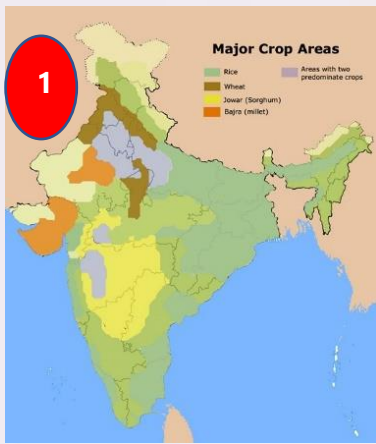 1
Major Crop Areas
Rice
Wheat
Jowar (Sorghum)
Bajra (millet)
Areas with two
predominate crops